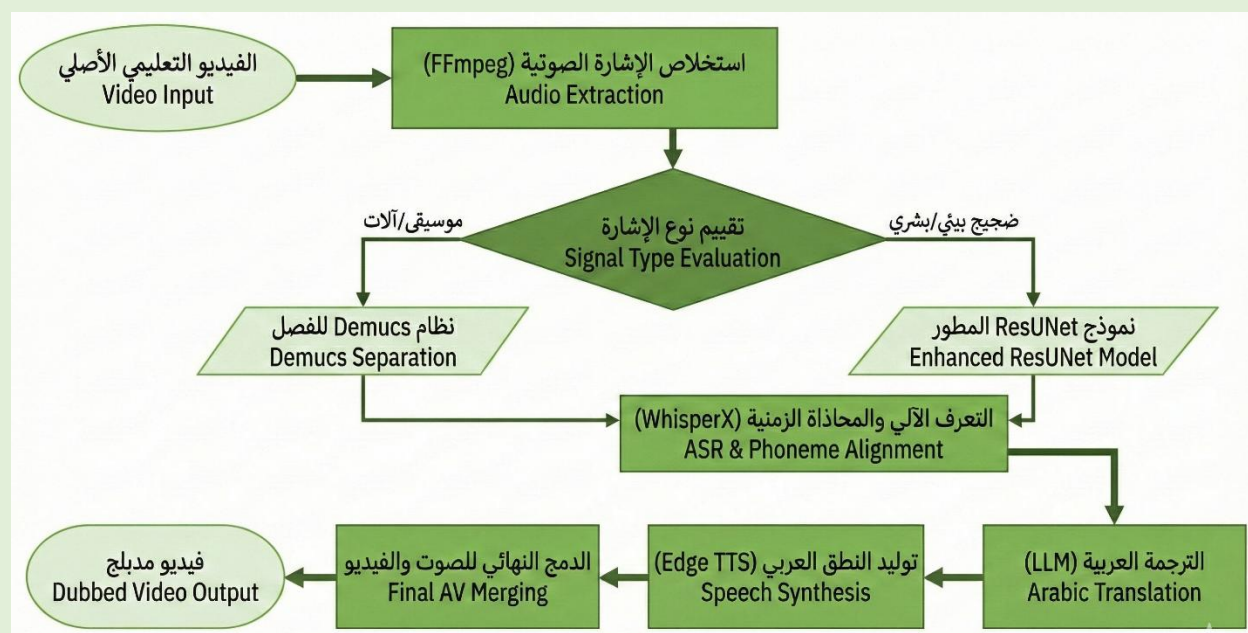 الفيديو التعليمي الأصلي
Video Input
استخلاص الإشارة الصوتية (FFmpeg)
Audio Extraction
تقييم نوع الإشارة
Signal Type Evaluation
موسيقى/آلات
ضجيج بيئي/بشري
نظام Demucs للفصل
Demucs Separation
نموذج ResUNet المطور
Enhanced ResUNet Model
التعرف الآلي والمحاذاة الزمنية (WhisperX)
ASR & Phoneme Alignment
الترجمة العربية (LLM)
Arabic Translation
توليد النطق العربي (Edge TTS)
Speech Synthesis
الدمج النهائي للصوت والفيديو
Final AV Merging
فيديو مدبلج
Dubbed Video Output